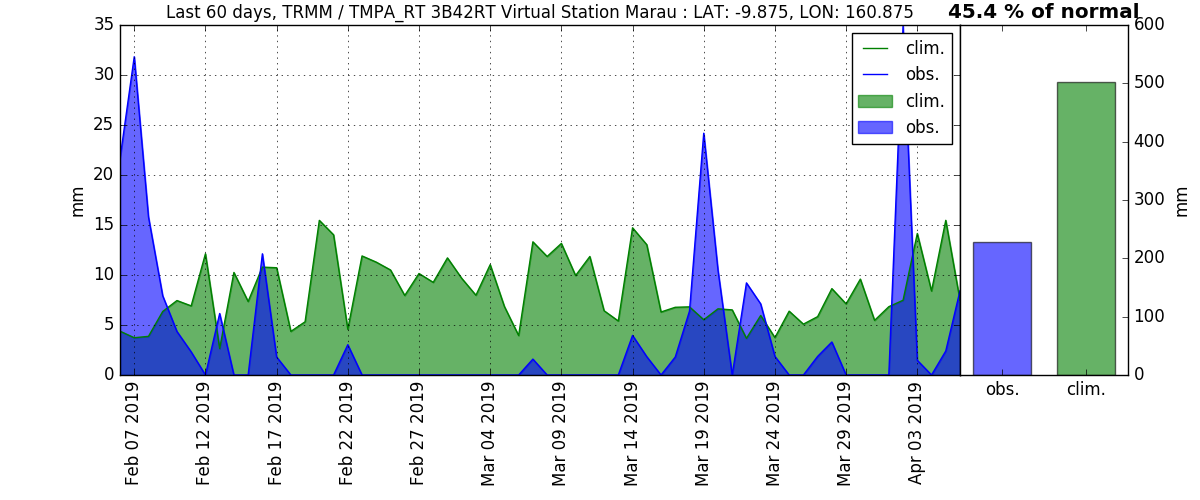 Last 60 days, TRMM / TMPA_RT 3B42RT Virtual Station Marau : LAT: -9.875, LON: 160.875
45.4 % of normal
35
30
25
20
15
10
5
0
mm
clim.
obs.
clim.
obs.
600
500
400
300
200
100
0
mm
obs.
clim.
Feb 07 2019
Feb 12 2019
Feb 17 2019
Feb 22 2019
Feb 27 2019
Mar 04 2019
Mar 09 2019
Mar 14 2019
Mar 19 2019
Mar 24 2019
Mar 29 2019
Apr 03 2019